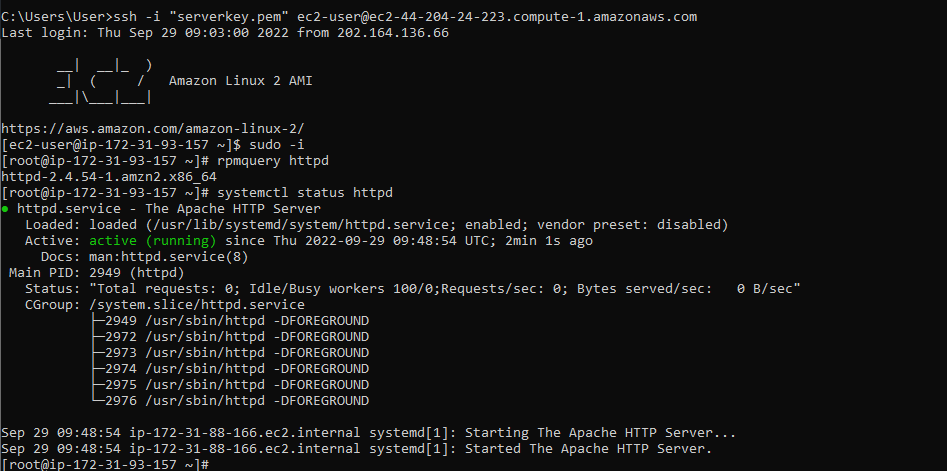 C:\Users\User>ssh -i "serverkey.pem" ec2-user@ec2-44-204-24-223.compute-1.amazonaws.com
Last login: Thu Sep 29 09:03:00 2022 from 202.164.136.66
       __|  __|_  )
       _|  (     /   Amazon Linux 2 AMI
      ___|\___|___|
https://aws.amazon.com/amazon-linux-2/
[ec2-user@ip-172-31-93-157 ~]$ sudo -i
[root@ip-172-31-93-157 ~]# rpmquery httpd
httpd-2.4.54-1.amzn2.x86_64
[root@ip-172-31-93-157 ~]# systemctl status httpd
● httpd.service - The Apache HTTP Server
   Loaded: loaded (/usr/lib/systemd/system/httpd.service; enabled; vendor preset: disabled)
   Active: active (running) since Thu 2022-09-29 09:48:54 UTC; 2min 1s ago
     Docs: man:httpd.service(8)
 Main PID: 2949 (httpd)
   Status: "Total requests: 0; Idle/Busy workers 100/0;Requests/sec: 0; Bytes served/sec:   0 B/sec"
   CGroup: /system.slice/httpd.service
           ├─2949 /usr/sbin/httpd -DFOREGROUND
           ├─2972 /usr/sbin/httpd -DFOREGROUND
           ├─2973 /usr/sbin/httpd -DFOREGROUND
           ├─2974 /usr/sbin/httpd -DFOREGROUND
           ├─2975 /usr/sbin/httpd -DFOREGROUND
           └─2976 /usr/sbin/httpd -DFOREGROUND
Sep 29 09:48:54 ip-172-31-88-166.ec2.internal systemd[1]: Starting The Apache HTTP Server...
Sep 29 09:48:54 ip-172-31-88-166.ec2.internal systemd[1]: Started The Apache HTTP Server.
[root@ip-172-31-93-157 ~]#